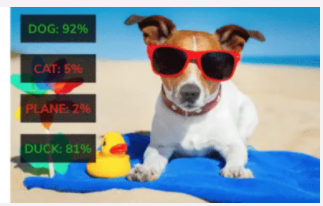 DOG: 92%
CAT: 5%
PLANE: 2%
DUCK: 81%